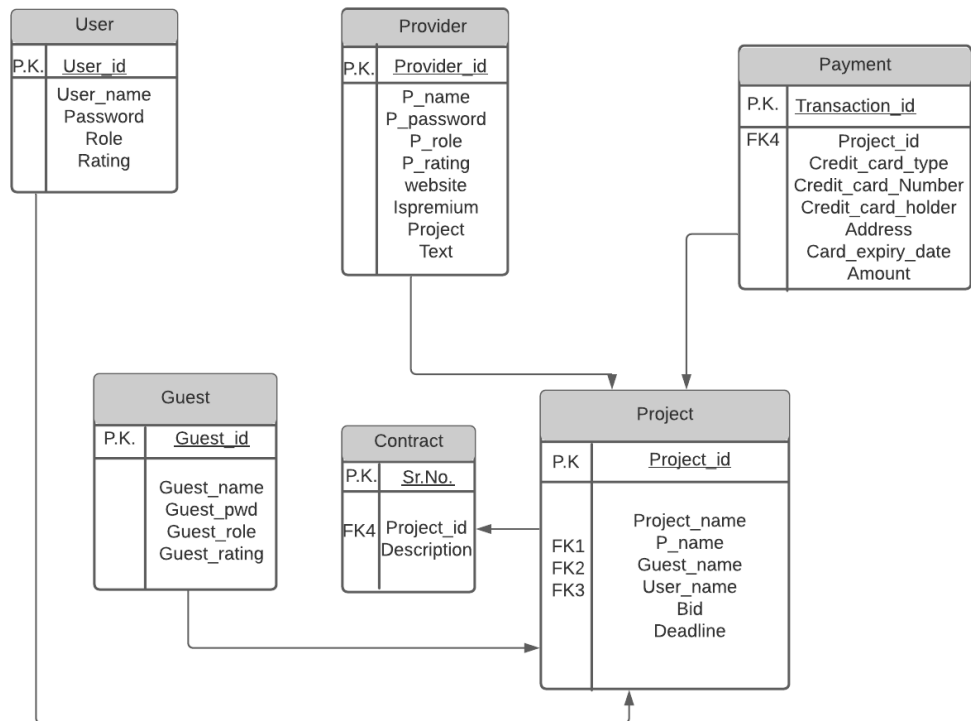 User
P.K. User_id
User_name
Password
Role
Rating
Provider
P.K. Provider_id
P_name
P_password
P_role
P_rating
website
Ispremium
Project
Text
Payment
P.K. Transaction_id
FK4 Project_id
Credit_card_type
Credit_card_Number
Credit_card_holder
Address
Card_expiry_date
Amount
Guest
P.K. Guest_id
Guest_name
Guest_pwd
Guest_role
Guest_rating
Contract
P.K. Sr.No.
FK4 Project_id
Description
Project
P.K Project_id
Project_name
FK1 P_name
FK2 Guest_name
FK3 User_name
Bid
Deadline